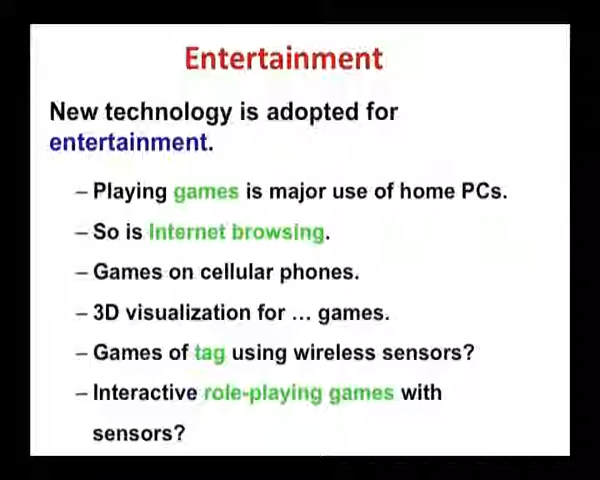 Entertainment
New technology is adopted for
entertainment.
– Playing games is major use of home PCs.
– So is Internet browsing.
– Games on cellular phones.
– 3D visualization for … games.
– Games of tag using wireless sensors?
– Interactive role-playing games with
sensors?